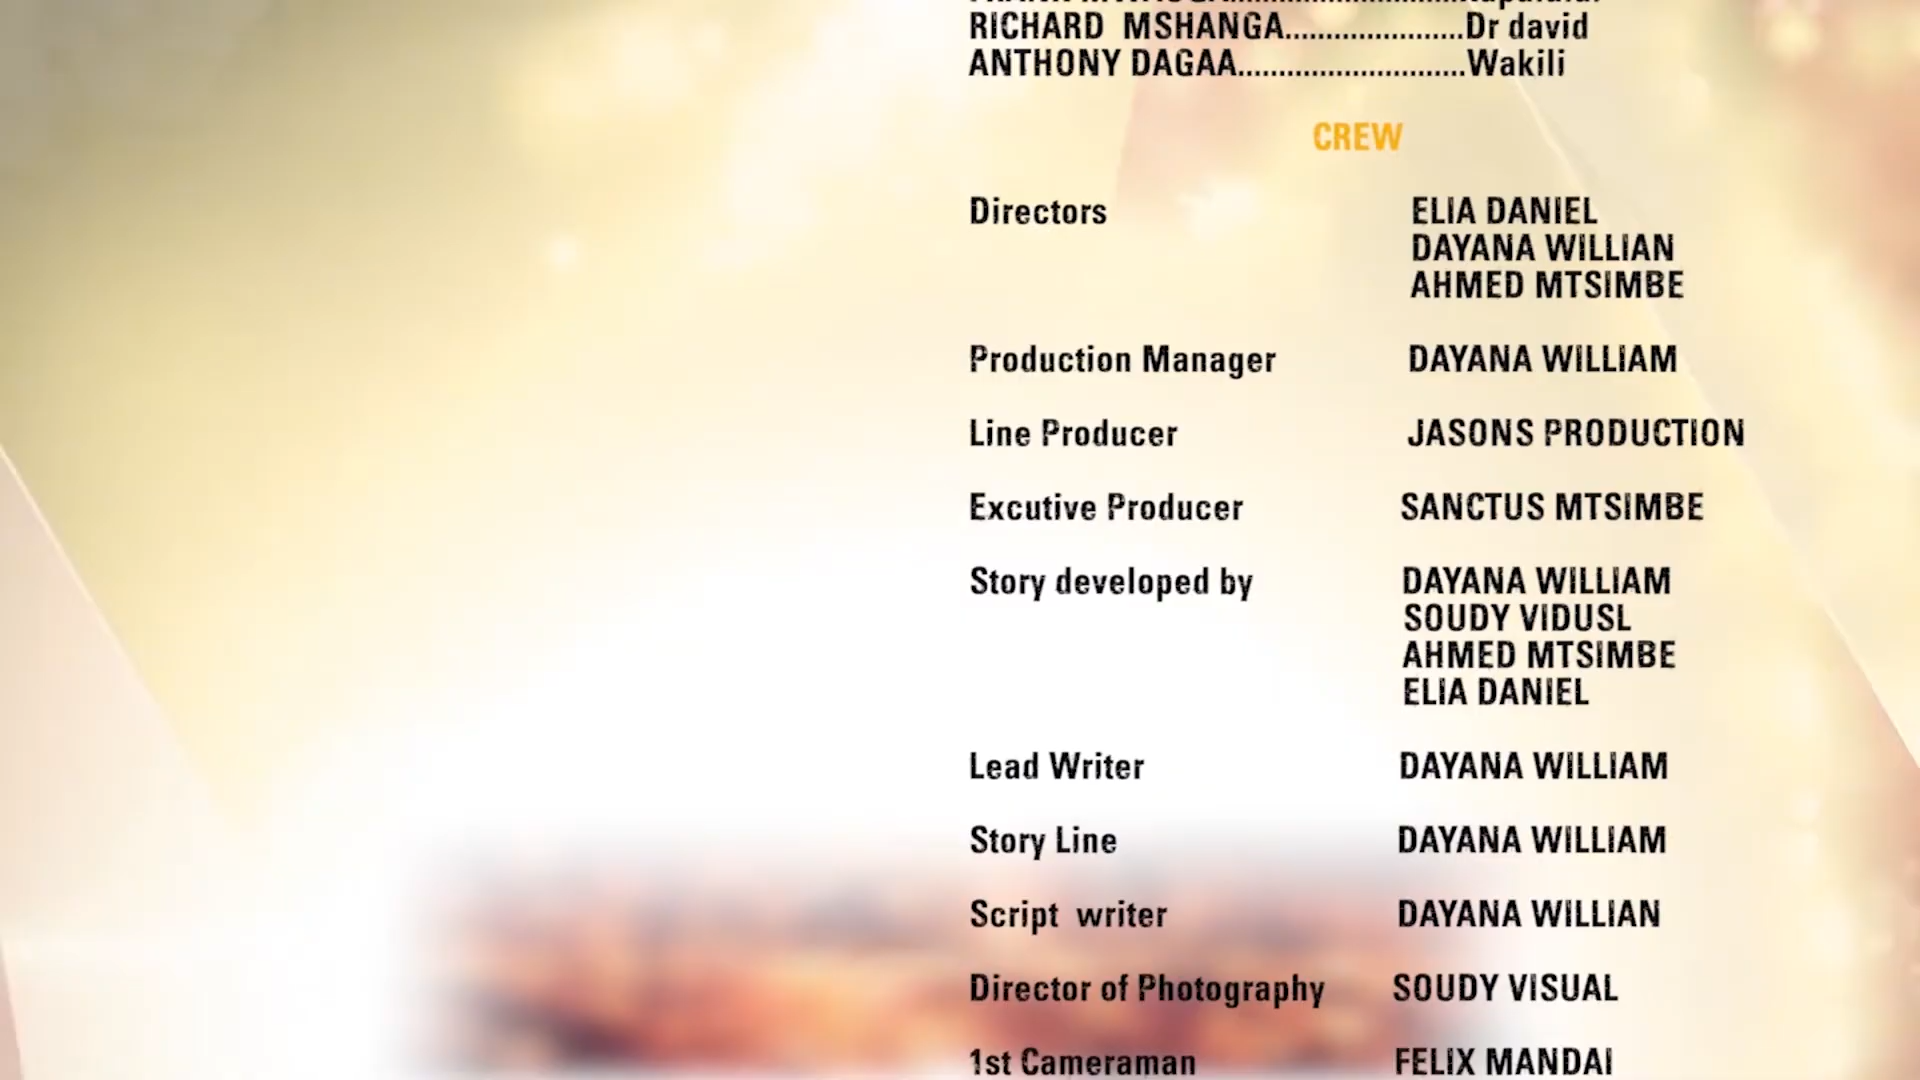 RICHARD  MSHANGA......................Dr david
ANTHONY DAGAA............................Wakili
CREW
Directors ELIA DANIEL
DAYANA WILLIAN
AHMED MTSIMBE
Production Manager DAYANA WILLIAM
Line Producer JASONS PRODUCTION
Excutive Producer SANCTUS MTSIMBE
Story developed by DAYANA WILLIAM
SOUDY VIDUSL
AHMED MTSIMBE
ELIA DANIEL
Lead Writer DAYANA WILLIAM
Story Line DAYANA WILLIAM
Script  writer DAYANA WILLIAN
Director of Photography SOUDY VISUAL
1st Cameraman FELIX MANDAI